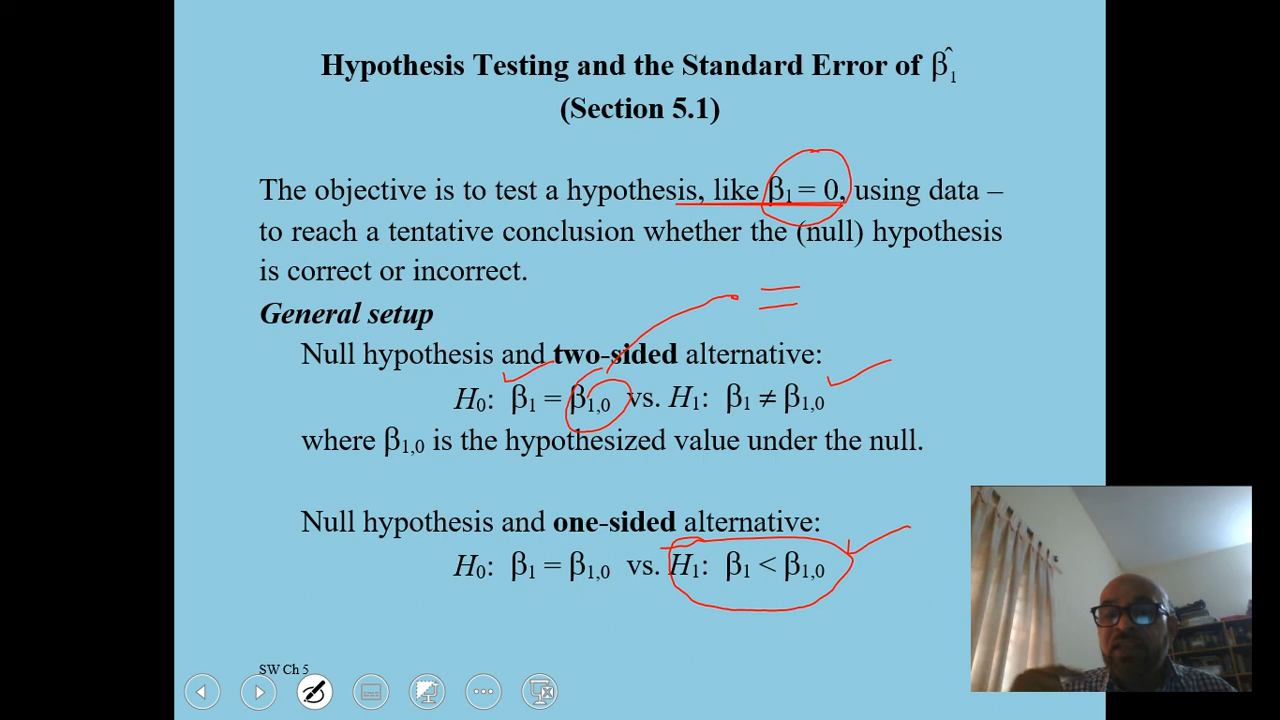 Hypothesis Testing and the Standard Error of β̂₁
(Section 5.1)
The objective is to test a hypothesis, like β₁ = 0, using data –
to reach a tentative conclusion whether the (null) hypothesis
is correct or incorrect.
General setup
Null hypothesis and two-sided alternative:
H₀: β₁ = β₁,₀ vs. H₁: β₁ ≠ β₁,₀
where β₁,₀ is the hypothesized value under the null.
Null hypothesis and one-sided alternative:
H₀: β₁ = β₁,₀ vs. H₁: β₁ < β₁,₀
SW Ch 5